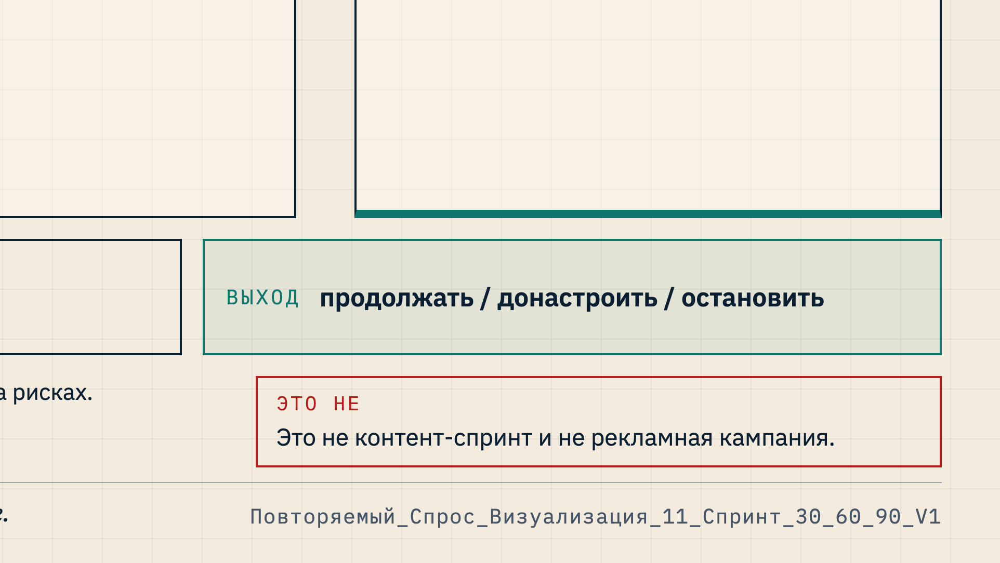 ВЫХОД продолжать / донастроить / остановить
а рисках.
ЭТО НЕ
Это не контент-спринт и не рекламная кампания.
Повторяемый_Спрос_Визуализация_11_Спринт_30_60_90_V1